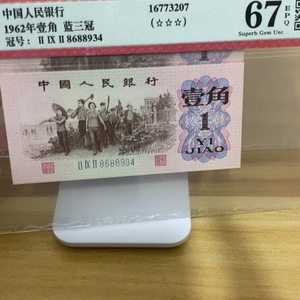 中国人民银行 16773207
1962年壹角 蓝三冠 (☆☆☆)
冠号: II IX II 8688934
67 EPQ
Superb Gem Unc
中國人民銀行
壹角
1
YI
JIAO
II IX II 8688934